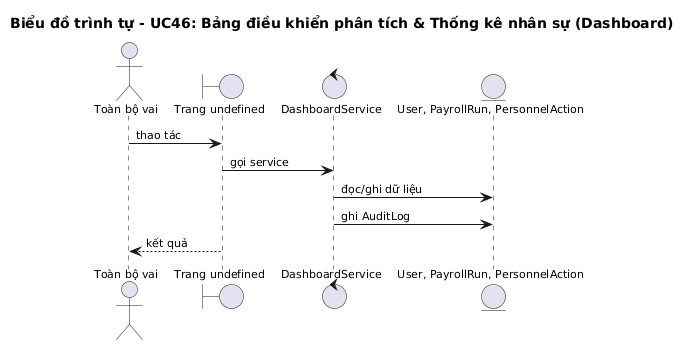 Biểu đồ trình tự - UC46: Bảng điều khiển phân tích & Thống kê nhân sự (Dashboard)
Toàn bộ vai
Trang undefined
DashboardService
User, PayrollRun, PersonnelAction
thao tác
gọi service
đọc/ghi dữ liệu
ghi AuditLog
kết quả
Toàn bộ vai
Trang undefined
DashboardService
User, PayrollRun, PersonnelAction